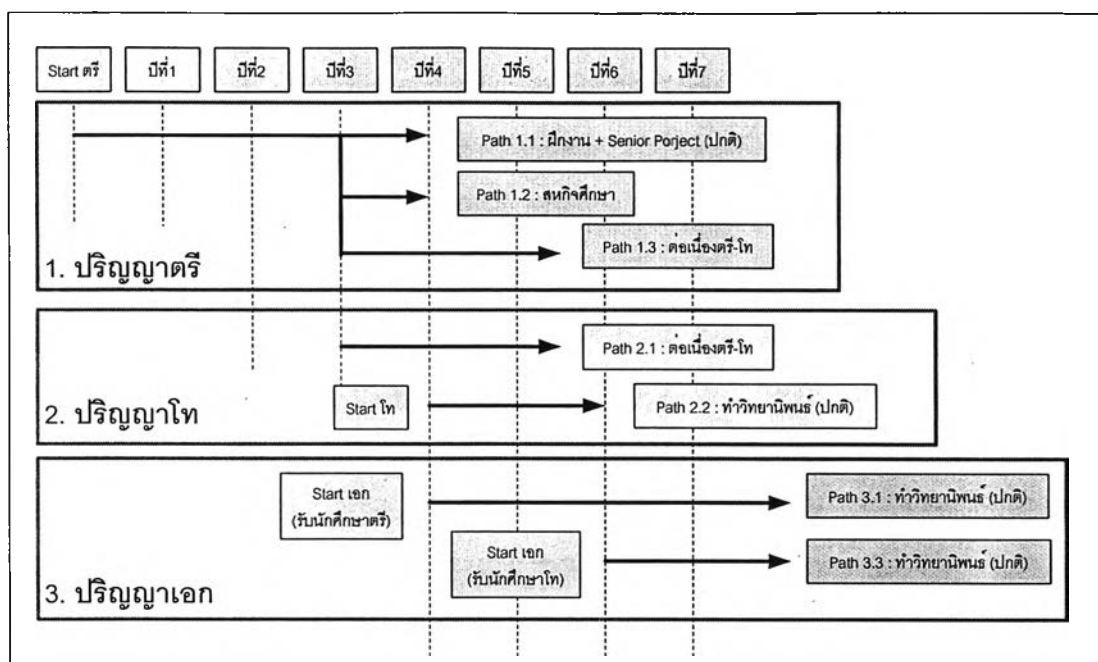 Start ตรี
ปีที่1
ปีที่2
ปีที่3
ปีที่4
ปีที่5
ปีที่6
ปีที่7
Path 1.1 : ฝึกงาน + Senior Porject (ปกติ)
Path 1.2 : สหกิจศึกษา
Path 1.3 : ต่อเนื่องตรี-โท
1. ปริญญาตรี
Path 2.1 : ต่อเนื่องตรี-โท
Start โท
Path 2.2 : ทำวิทยานิพนธ์ (ปกติ)
2. ปริญญาโท
Start เอก
(รับนักศึกษาตรี)
Path 3.1 : ทำวิทยานิพนธ์ (ปกติ)
Start เอก
(รับนักศึกษาโท)
Path 3.3 : ทำวิทยานิพนธ์ (ปกติ)
3. ปริญญาเอก